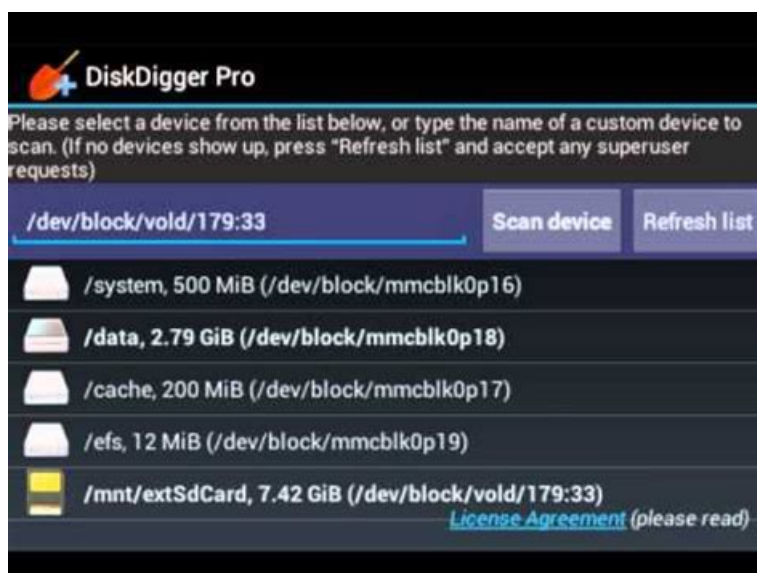 DiskDigger Pro
Please select a device from the list below, or type the name of a custom device to
scan. (If no devices show up, press "Refresh list" and accept any superuser
requests)
/dev/block/vold/179:33
Scan device
Refresh list
/system, 500 MiB (/dev/block/mmcblk0p16)
/data, 2.79 GiB (/dev/block/mmcblk0p18)
/cache, 200 MiB (/dev/block/mmcblk0p17)
/efs, 12 MiB (/dev/block/mmcblk0p19)
/mnt/extSdCard, 7.42 GiB (/dev/block/vold/179:33)
License Agreement (please read)